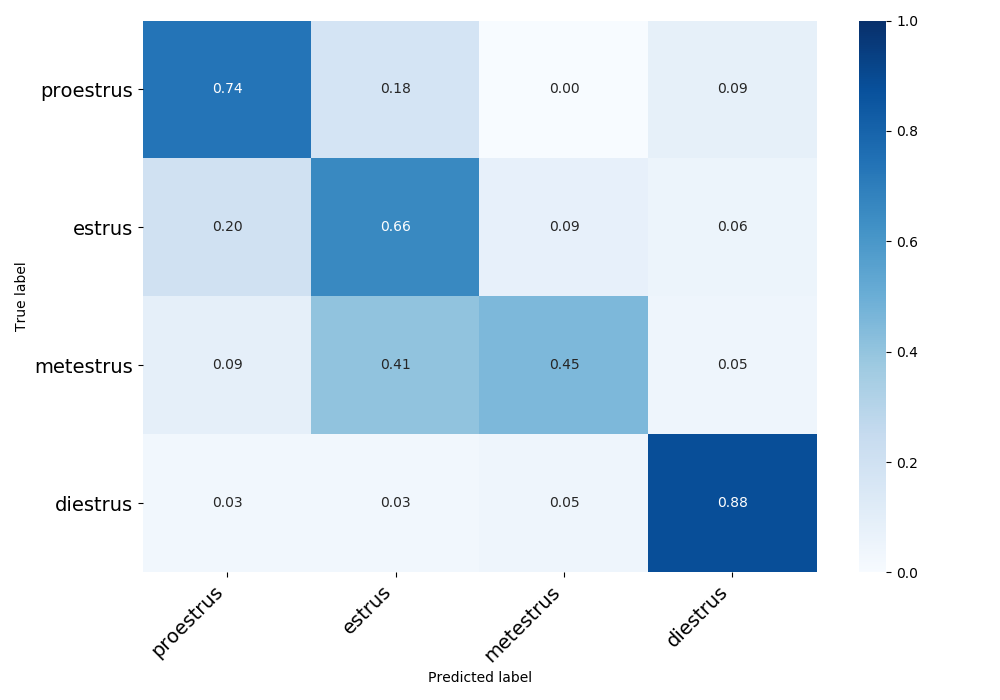 proestrus 0.74 0.18 0.00 0.09
estrus 0.20 0.66 0.09 0.06
metestrus 0.09 0.41 0.45 0.05
diestrus 0.03 0.03 0.05 0.88
True label
proestrus estrus metestrus diestrus
Predicted label
1.0
0.8
0.6
0.4
0.2
0.0